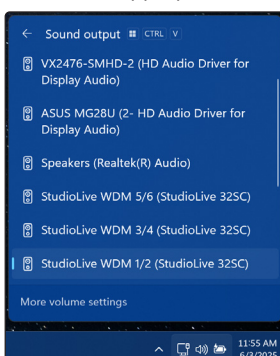 Sound output CTRL V
VX2476-SMHD-2 (HD Audio Driver for
Display Audio)
ASUS MG28U (2- HD Audio Driver for
Display Audio)
Speakers (Realtek(R) Audio)
StudioLive WDM 5/6 (StudioLive 32SC)
StudioLive WDM 3/4 (StudioLive 32SC)
StudioLive WDM 1/2 (StudioLive 32SC)
More volume settings
11:55 AM